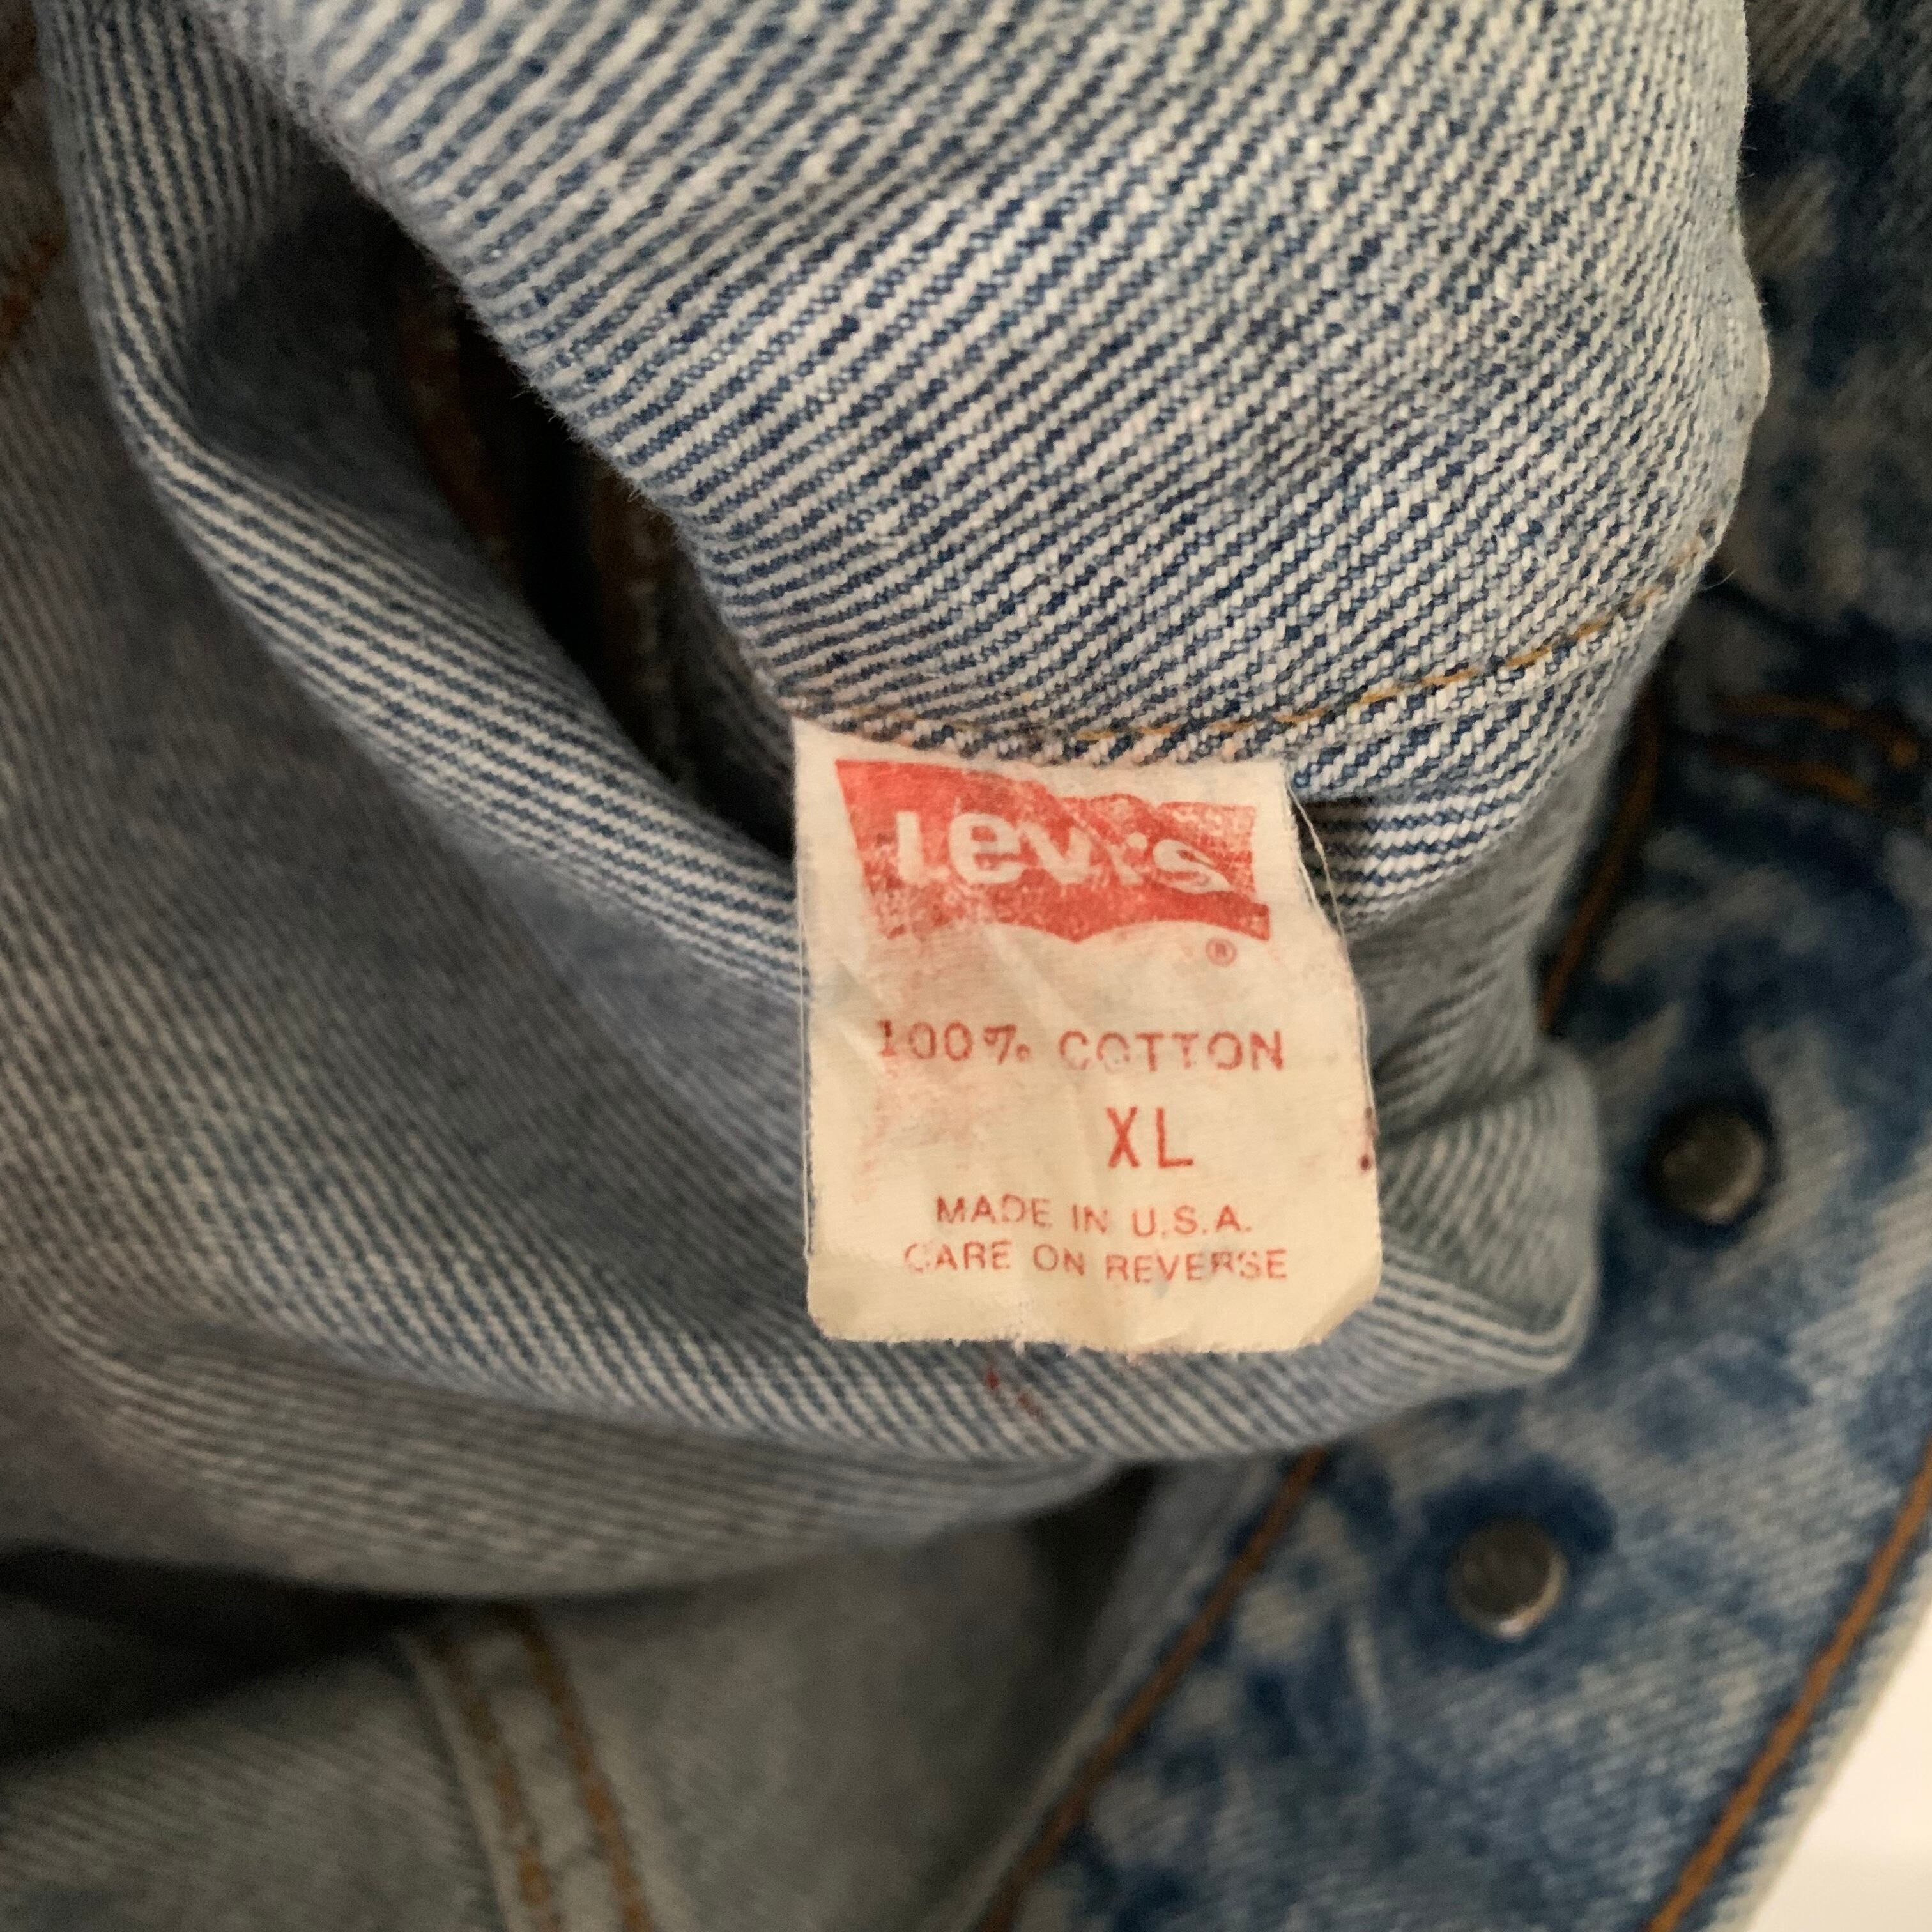 Levi's
®
100% COTTON
XL
MADE IN U.S.A.
CARE ON REVERSE